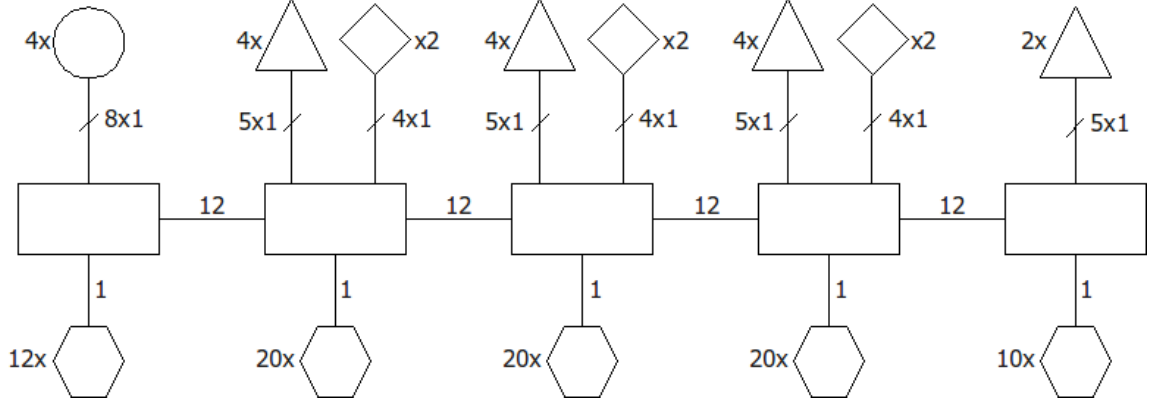 4x 4x x2 4x x2 4x x2 2x
8x1 5x1 4x1 5x1 4x1 5x1 4x1 5x1
12 12 12 12
1 1 1 1 1
12x 20x 20x 20x 10x